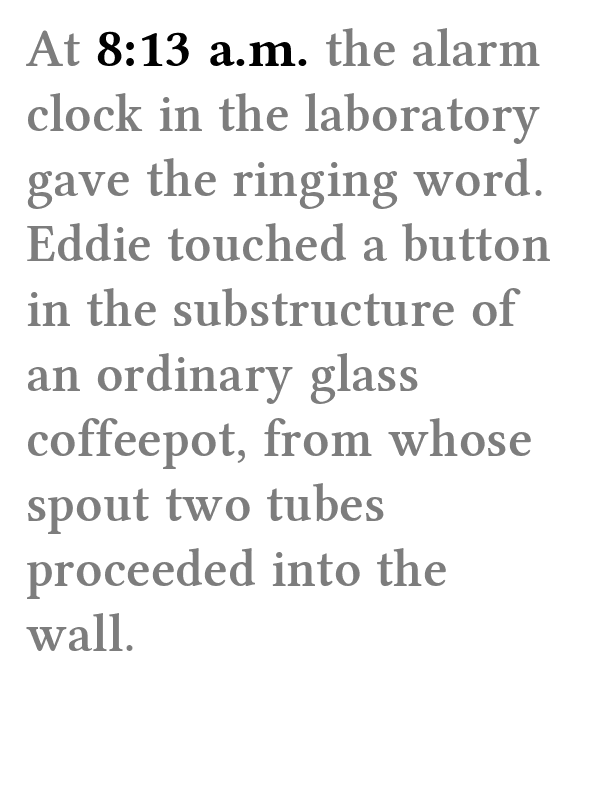 At 8:13 a.m. the alarm
clock in the laboratory
gave the ringing word.
Eddie touched a button
in the substructure of
an ordinary glass
coffeepot, from whose
spout two tubes
proceeded into the
wall.